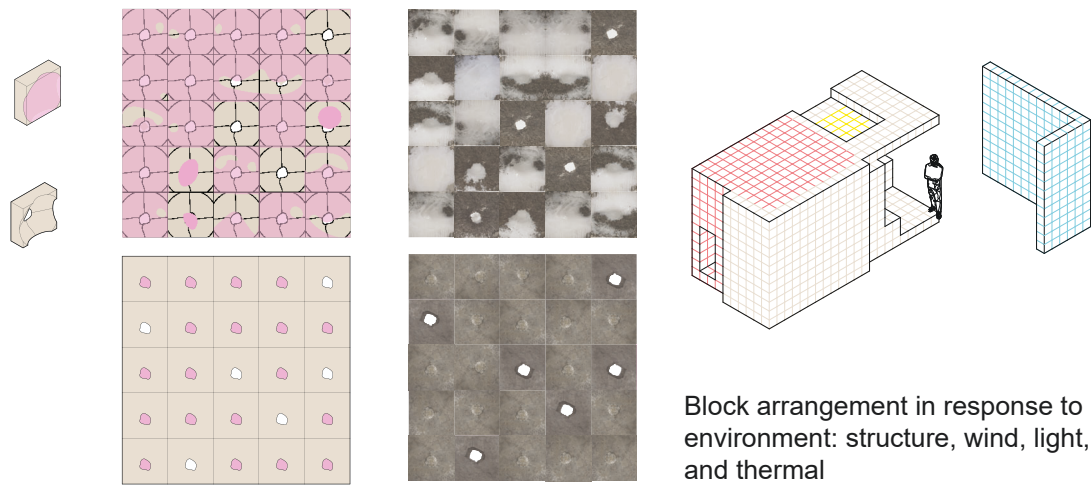 Block arrangement in response to
environment: structure, wind, light,
and thermal